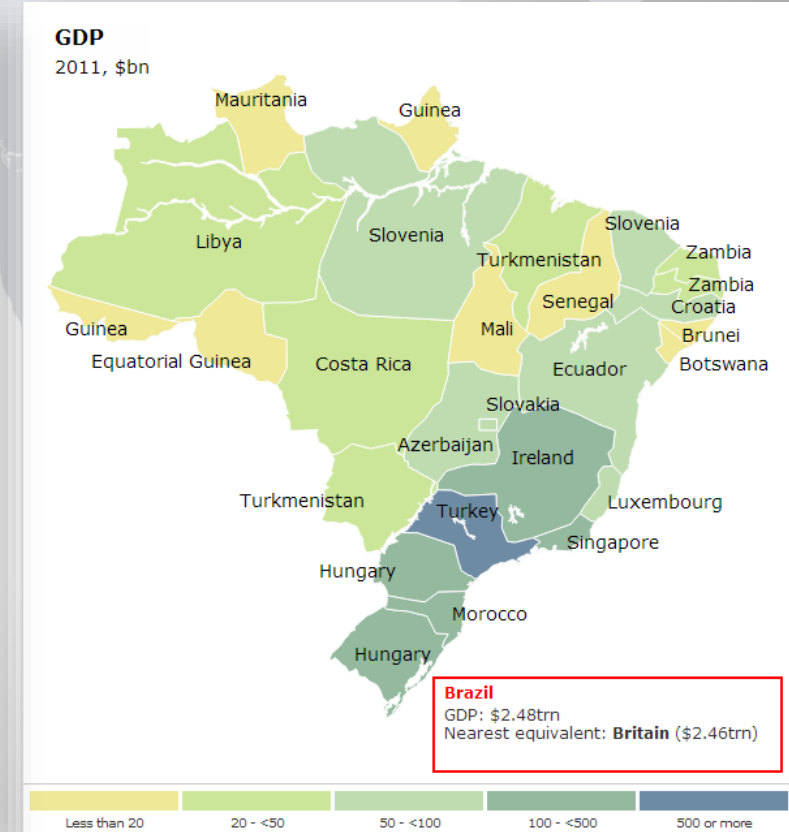 GDP
2011, $bn
Mauritania
Guinea
Slovenia
Libya
Slovenia
Zambia
Turkmenistan
Zambia
Senegal
Croatia
Guinea
Mali
Brunei
Equatorial Guinea
Costa Rica
Ecuador
Botswana
Slovakia
Azerbaijan
Ireland
Turkmenistan
Turkey
Luxembourg
Singapore
Hungary
Morocco
Hungary
Brazil
GDP: $2.48trn
Nearest equivalent: Britain ($2.46trn)
Less than 20
20 - <50
50 - <100
100 - <500
500 or more